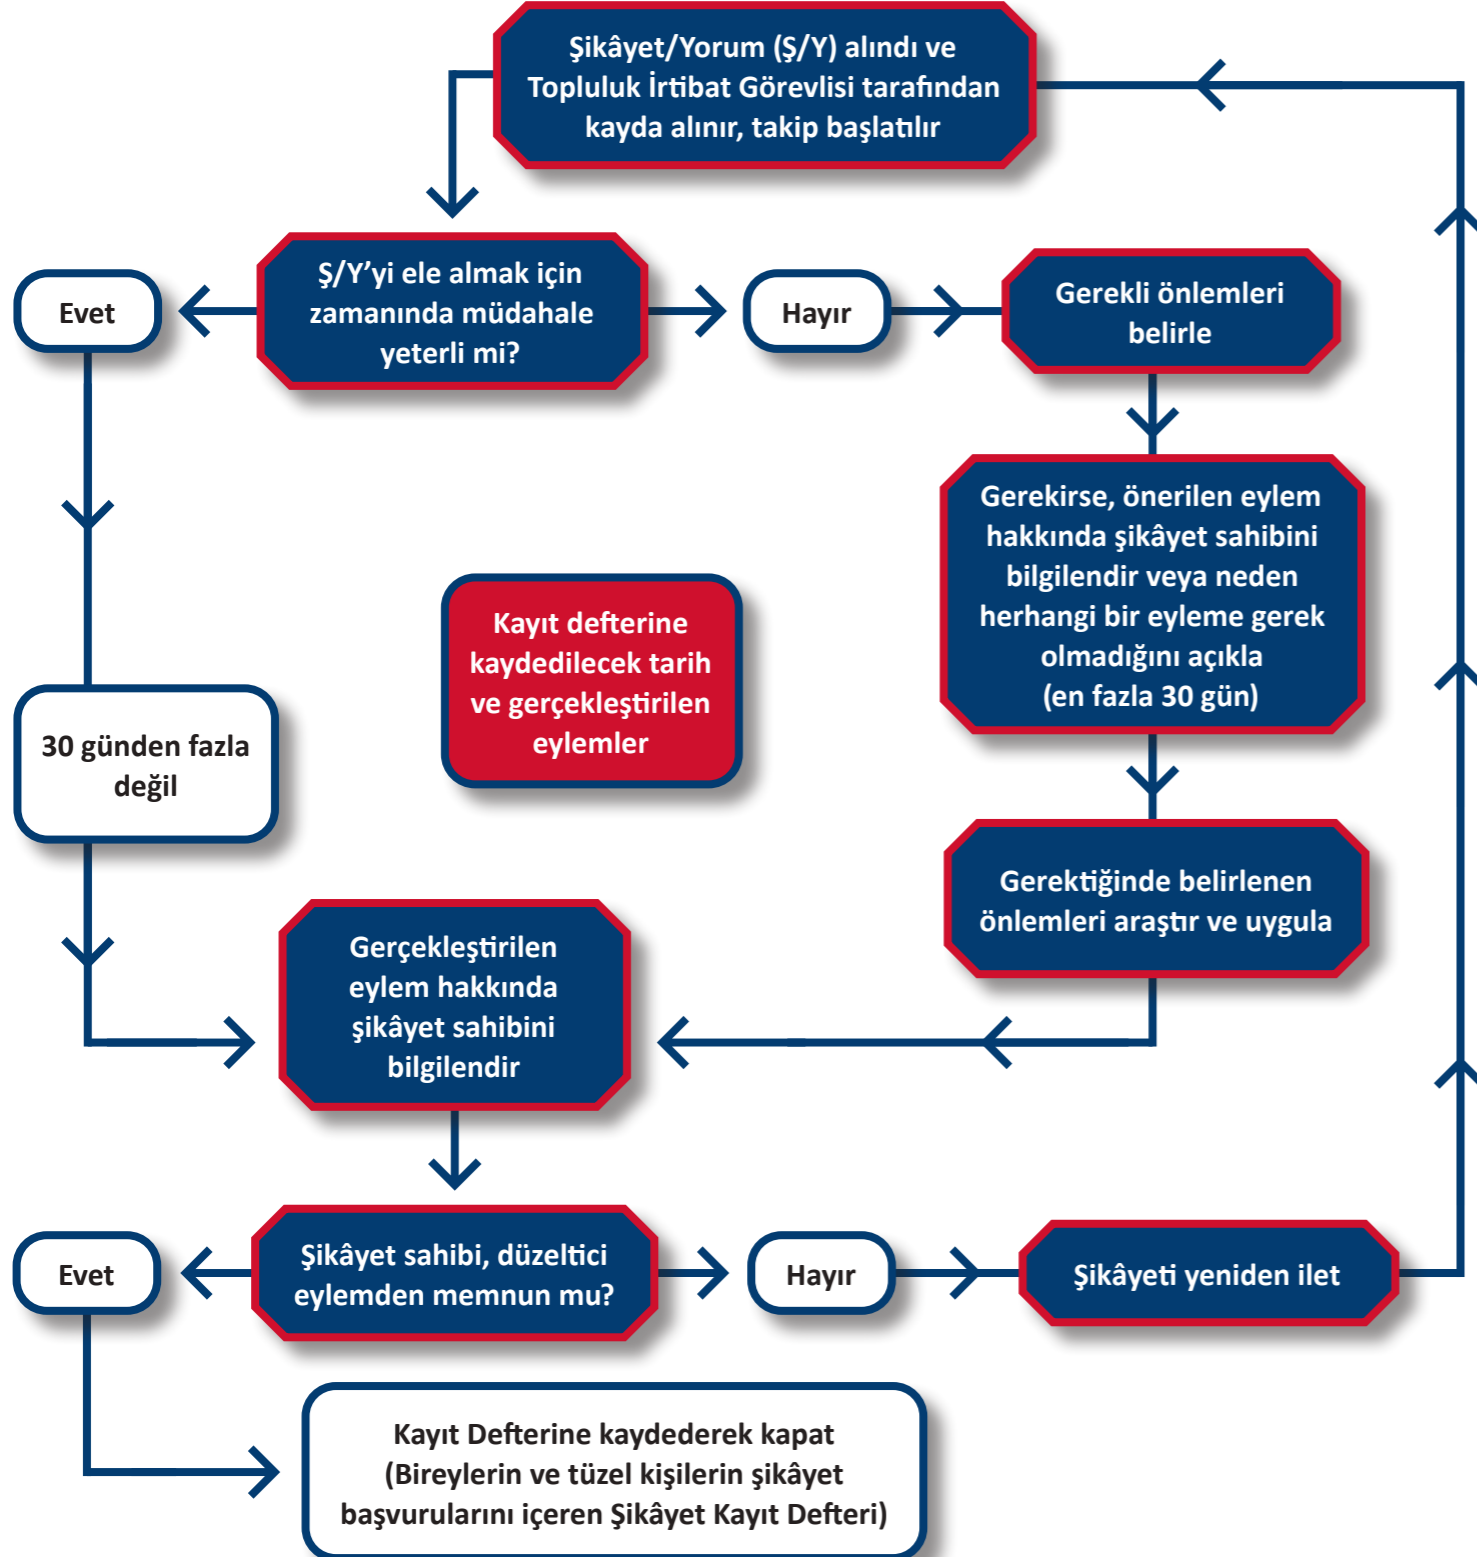 Şikâyet/Yorum (Ş/Y) alındı ve
Topluluk İrtibat Görevlisi tarafından
kayda alınır, takip başlatılır
Evet
Ş/Y'yi ele almak için
zamanında müdahale
yeterli mi?
Hayır
Gerekli önlemleri
belirle
Gerekirse, önerilen eylem
hakkında şikâyet sahibini
bilgilendir veya neden
herhangi bir eyleme gerek
olmadığını açıkla
(en fazla 30 gün)
Kayıt defterine
kaydedilecek tarih
ve gerçekleştirilen
eylemler
30 günden fazla
değil
Gerektiğinde belirlenen
önlemleri araştır ve uygula
Gerçekleştirilen
eylem hakkında
şikâyet sahibini
bilgilendir
Evet
Şikâyet sahibi, düzeltici
eylemden memnun mu?
Hayır
Şikâyeti yeniden ilet
Kayıt Defterine kaydederek kapat
(Bireylerin ve tüzel kişilerin şikâyet
başvurularını içeren Şikâyet Kayıt Defteri)